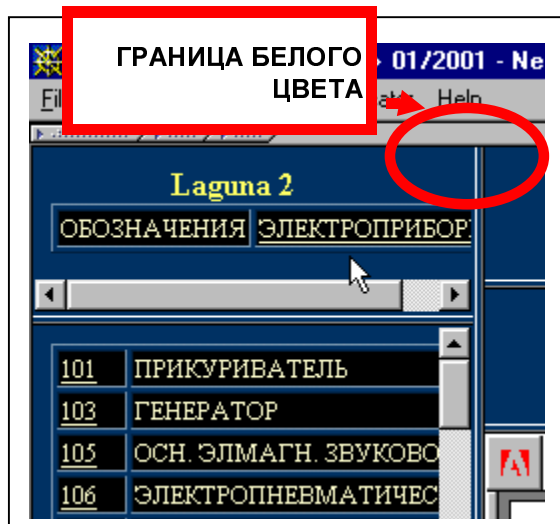 ГРАНИЦА БЕЛОГО
ЦВЕТА
01/2001 - Ne
Fil
Help
Laguna 2
ОБОЗНАЧЕНИЯ ЭЛЕКТРОПРИБОР
101 ПРИКУРИВАТЕЛЬ
103 ГЕНЕРАТОР
105 ОСН. ЭЛМАГН. ЗВУКОВО
106 ЭЛЕКТРОПНЕВМАТИЧЕС